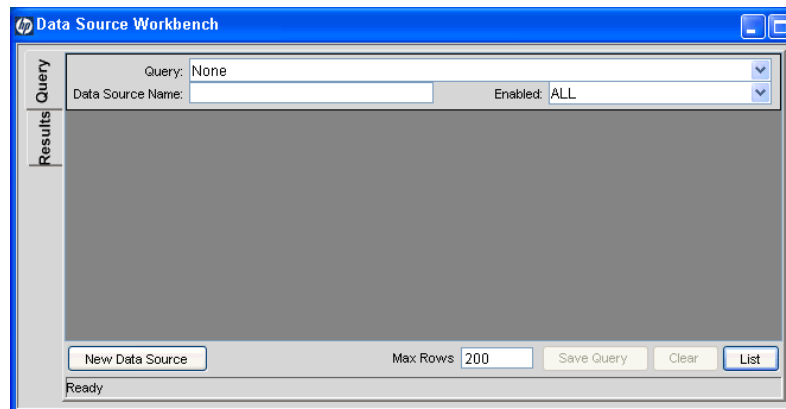 hp Data Source Workbench
Query
Results
Query: None
Data Source Name:
Enabled: ALL
New Data Source
Max Rows 200
Save Query
Clear
List
Ready